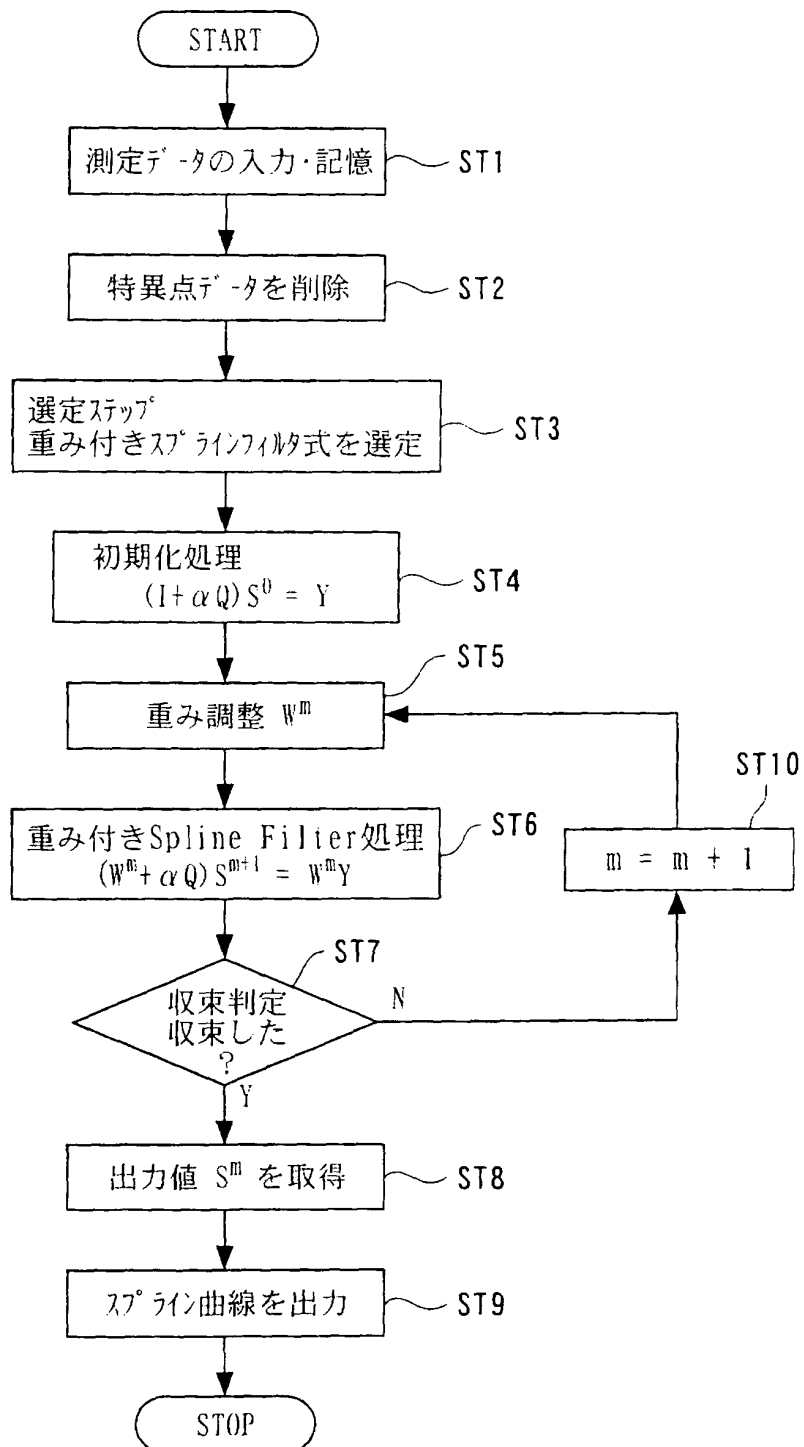 START
測定ﾃﾞｰﾀの入力・記憶
ST1
特異点ﾃﾞｰﾀを削除
ST2
選定ステップ
重み付きスプラインフィルタ式を選定
ST3
初期化処理
(I+αQ)S⁰ = Y
ST4
ST5
重み調整 Wᵐ
ST10
m = m + 1
重み付きSpline Filter処理
(Wᵐ+αQ)Sᵐ⁺¹ = WᵐY
ST6
ST7
収束判定
収束した
?
N
Y
出力値 Sᵐ を取得
ST8
スプライン曲線を出力
ST9
STOP